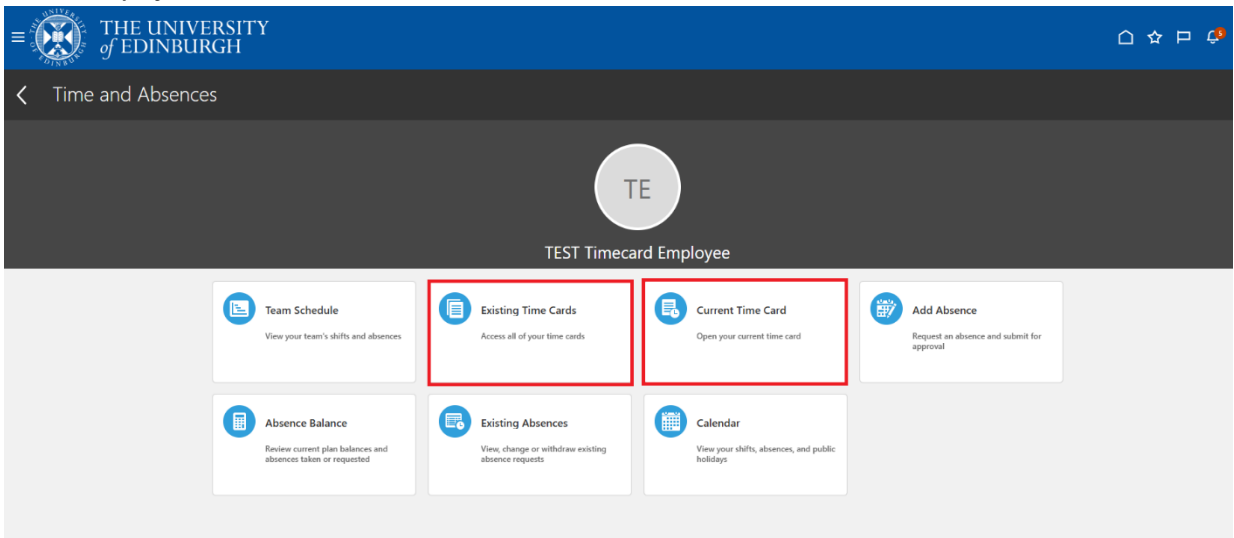 THE UNIVERSITY
of EDINBURGH
5
Time and Absences
TE
TEST Timecard Employee
Team Schedule
View your team's shifts and absences
Existing Time Cards
Access all of your time cards
Current Time Card
Open your current time card
Add Absence
Request an absence and submit for
approval
Absence Balance
Review current plan balances and
absences taken or requested
Existing Absences
View, change or withdraw existing
absence requests
Calendar
View your shifts, absences, and public
holidays